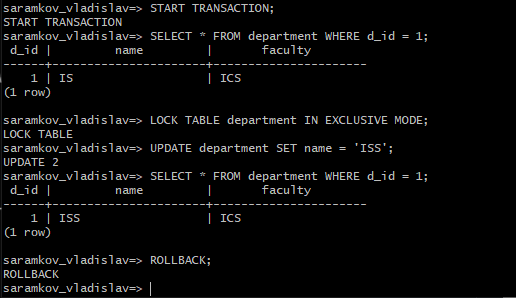 saramkov_vladislav=> START TRANSACTION;
START TRANSACTION
saramkov_vladislav=> SELECT * FROM department WHERE d_id = 1;
 d_id |         name         |       faculty
------+----------------------+---------------------
    1 | IS                   | ICS
(1 row)

saramkov_vladislav=> LOCK TABLE department IN EXCLUSIVE MODE;
LOCK TABLE
saramkov_vladislav=> UPDATE department SET name = 'ISS';
UPDATE 2
saramkov_vladislav=> SELECT * FROM department WHERE d_id = 1;
 d_id |         name         |       faculty
------+----------------------+---------------------
    1 | ISS                  | ICS
(1 row)

saramkov_vladislav=> ROLLBACK;
ROLLBACK
saramkov_vladislav=>